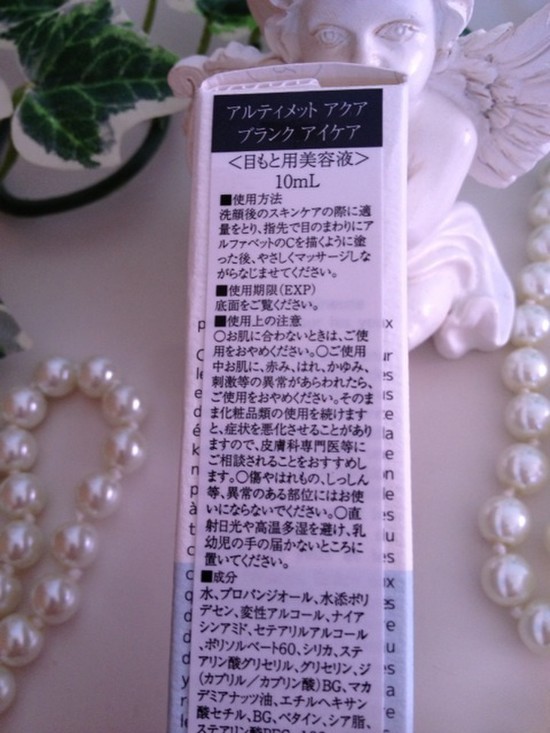 アルティメット アクア
ブランク アイケア
＜目もと用美容液＞
10mL
■使用方法
洗顔後のスキンケアの際に適
量をとり、指先で目のまわりにア
ルファベットのCを描くように塗
った後、やさしくマッサージしな
がらなじませてください。
■使用期限(EXP)
底面をご覧ください。
■使用上の注意
○お肌に合わないときは、ご使
用をおやめください。○ご使用
中お肌に、赤み、はれ、かゆみ、
刺激等の異常があらわれたら、
ご使用をおやめください。そのま
ま化粧品類の使用を続けます
と、症状を悪化させることがあり
ますので、皮膚科専門医等に
ご相談されることをおすすめし
ます。○傷やはれもの、しっしん
等、異常のある部位にはお使
いにならないでください。○直
射日光や高温多湿を避け、乳
幼児の手の届かないところに
置いてください。
■成分
水、プロパンジオール、水添ポリ
デセン、変性アルコール、ナイア
シンアミド、セテアリルアルコール
、ポリソルベート60、シリカ、ステ
アリン酸グリセリル、グリセリン、ジ
(カプリル/カプリン酸)BG、マカ
デミアナッツ油、エチルヘキサン
酸セチル、BG、ベタイン、シア脂、